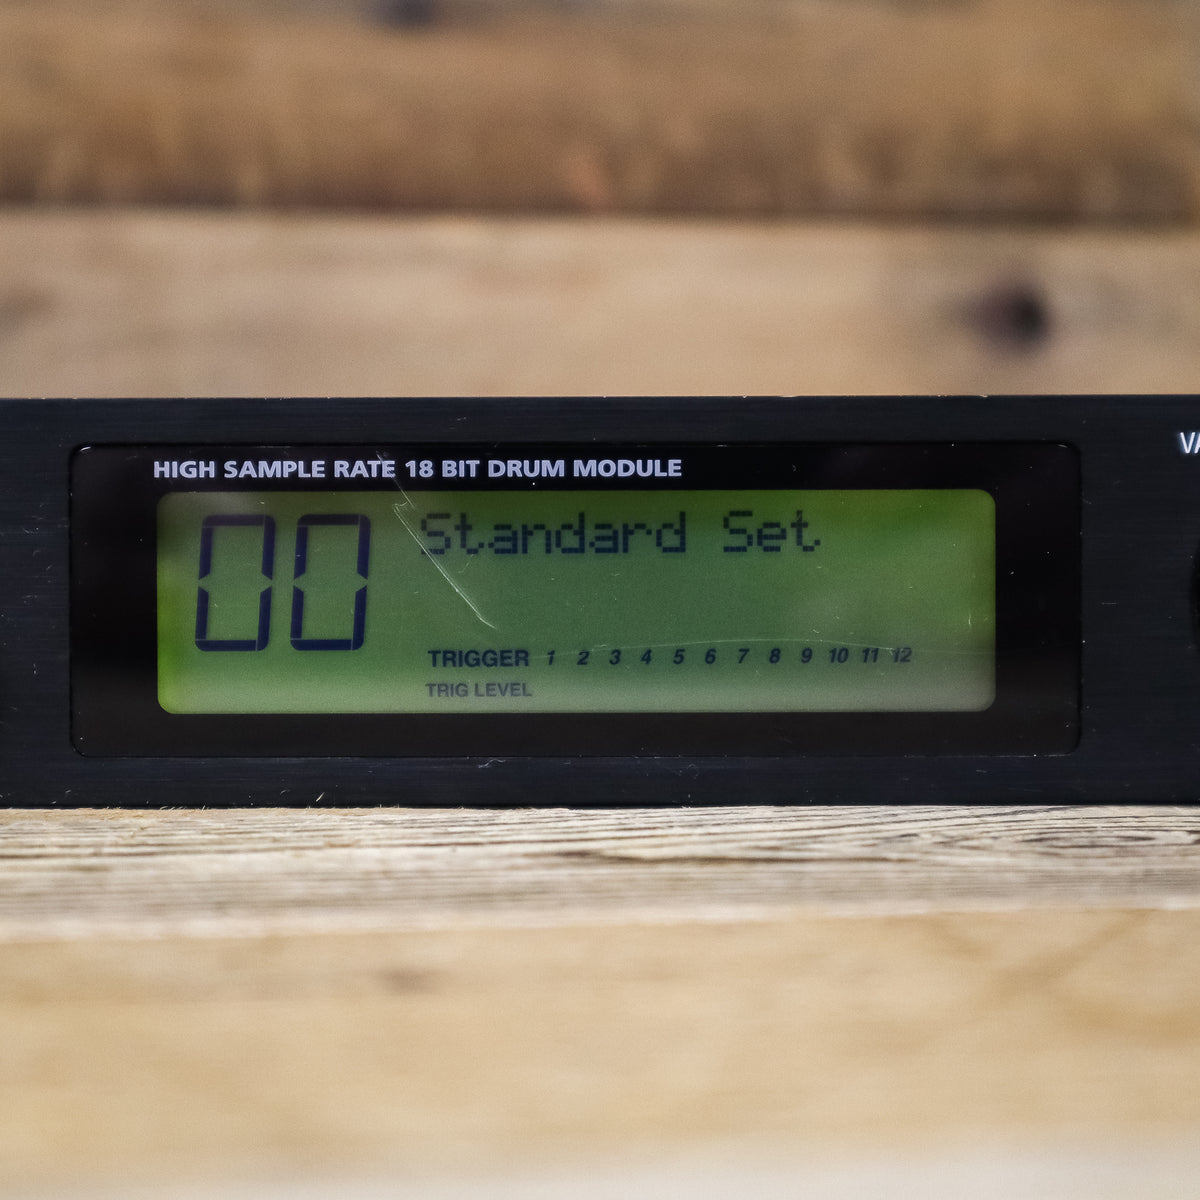 HIGH SAMPLE RATE 18 BIT DRUM MODULE
00 Standard Set
TRIGGER 1 2 3 4 5 6 7 8 9 10 11 12
TRIG LEVEL